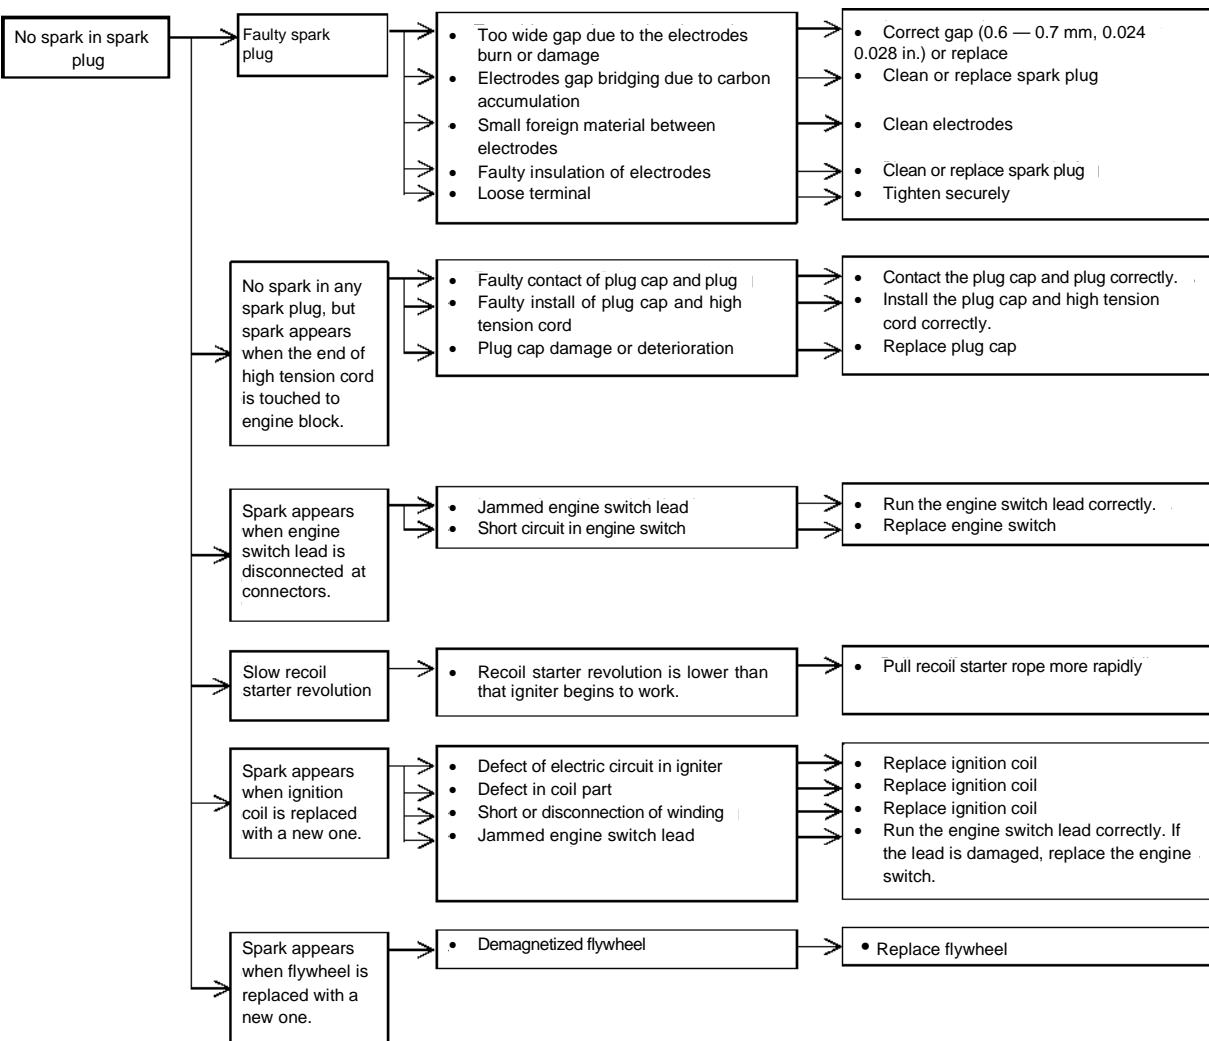 No spark in spark
plug
Faulty spark
plug
• Too wide gap due to the electrodes
burn or damage
• Electrodes gap bridging due to carbon
accumulation
• Small foreign material between
electrodes
• Faulty insulation of electrodes
• Loose terminal
• Correct gap (0.6 — 0.7 mm, 0.024
0.028 in.) or replace
• Clean or replace spark plug
• Clean electrodes
• Clean or replace spark plug
• Tighten securely
No spark in any
spark plug, but
spark appears
when the end of
high tension cord
is touched to
engine block.
• Faulty contact of plug cap and plug
• Faulty install of plug cap and high
tension cord
• Plug cap damage or deterioration
• Contact the plug cap and plug correctly.
• Install the plug cap and high tension
cord correctly.
• Replace plug cap
Spark appears
when engine
switch lead is
disconnected at
connectors.
• Jammed engine switch lead
• Short circuit in engine switch
• Run the engine switch lead correctly.
• Replace engine switch
Slow recoil
starter revolution
• Recoil starter revolution is lower than
that igniter begins to work.
• Pull recoil starter rope more rapidly
Spark appears
when ignition
coil is replaced
with a new one.
• Defect of electric circuit in igniter
• Defect in coil part
• Short or disconnection of winding
• Jammed engine switch lead
• Replace ignition coil
• Replace ignition coil
• Replace ignition coil
• Run the engine switch lead correctly. If
the lead is damaged, replace the engine
switch.
Spark appears
when flywheel is
replaced with a
new one.
• Demagnetized flywheel
• Replace flywheel